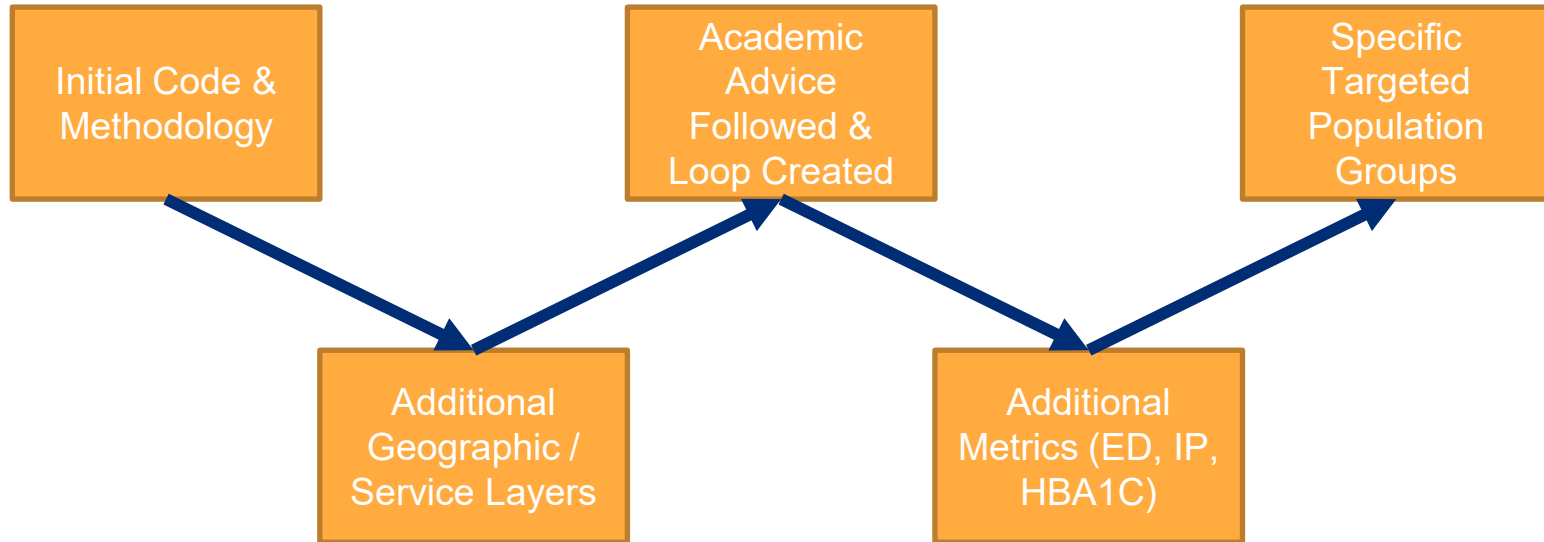 Initial Code &
Methodology
Additional
Geographic /
Service Layers
Academic
Advice
Followed &
Loop Created
Additional
Metrics (ED, IP,
HBA1C)
Specific
Targeted
Population
Groups